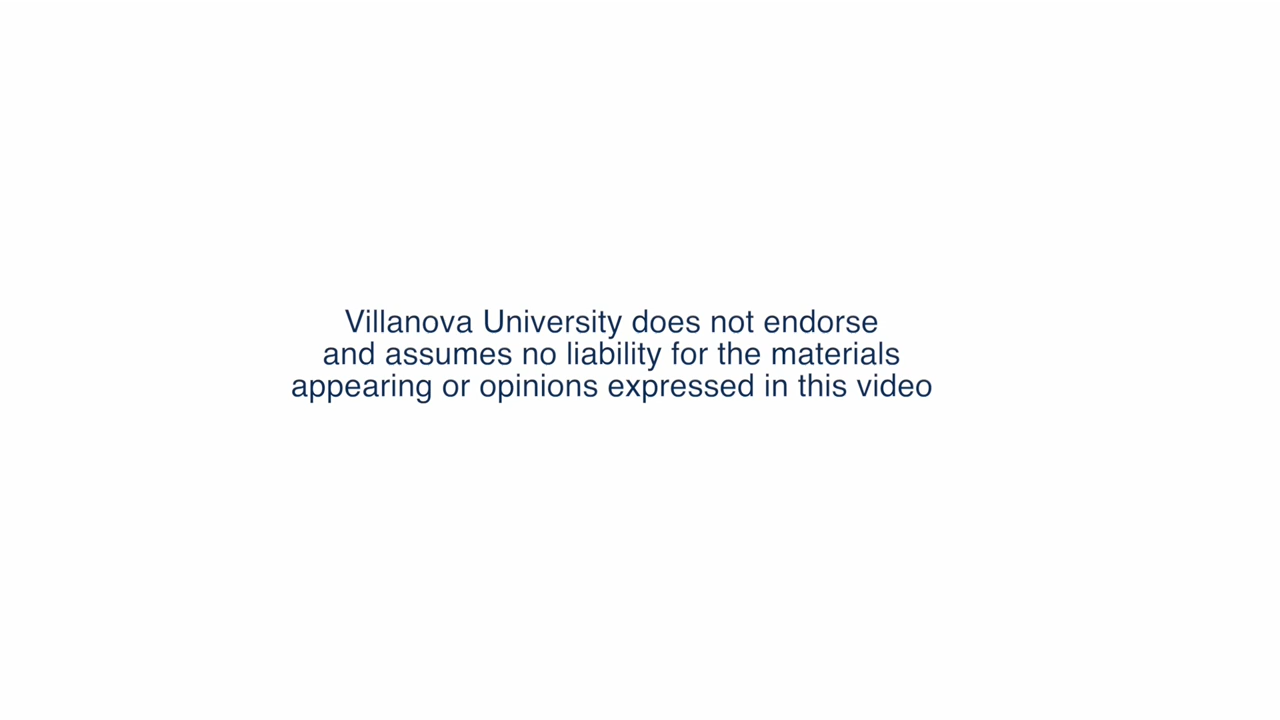 Villanova University does not endorse
and assumes no liability for the materials
appearing or opinions expressed in this video